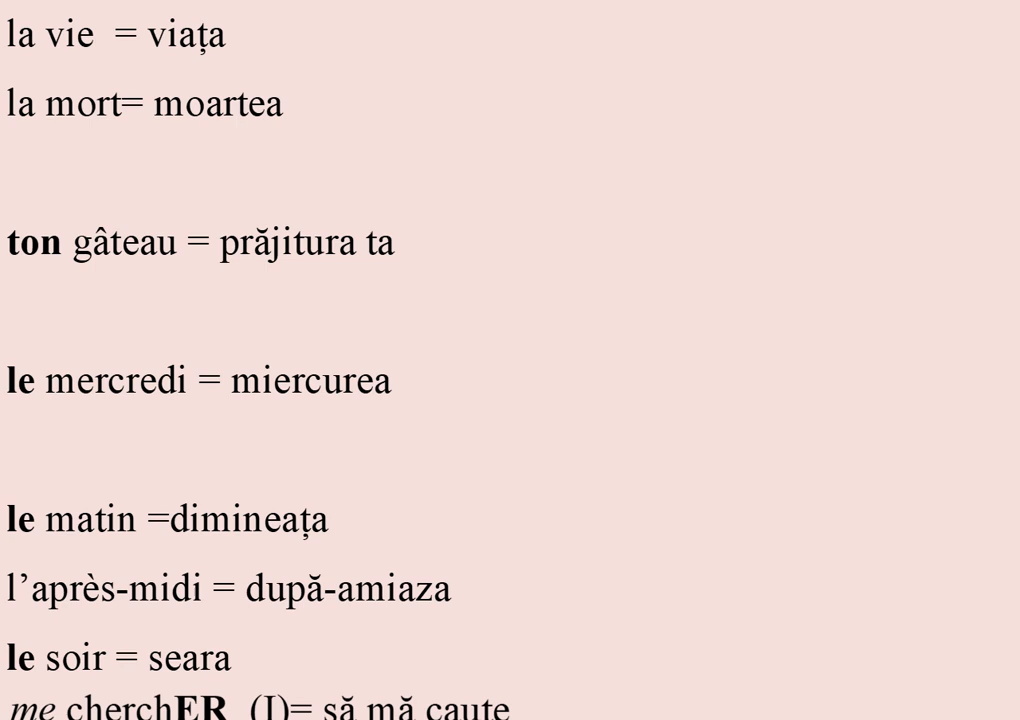 la vie  = viața
la mort= moartea
ton gâteau = prăjitura ta
le mercredi = miercurea
le matin =dimineața
l’après-midi = după-amiaza
le soir = seara
me cherchER  (I)= să mă caute